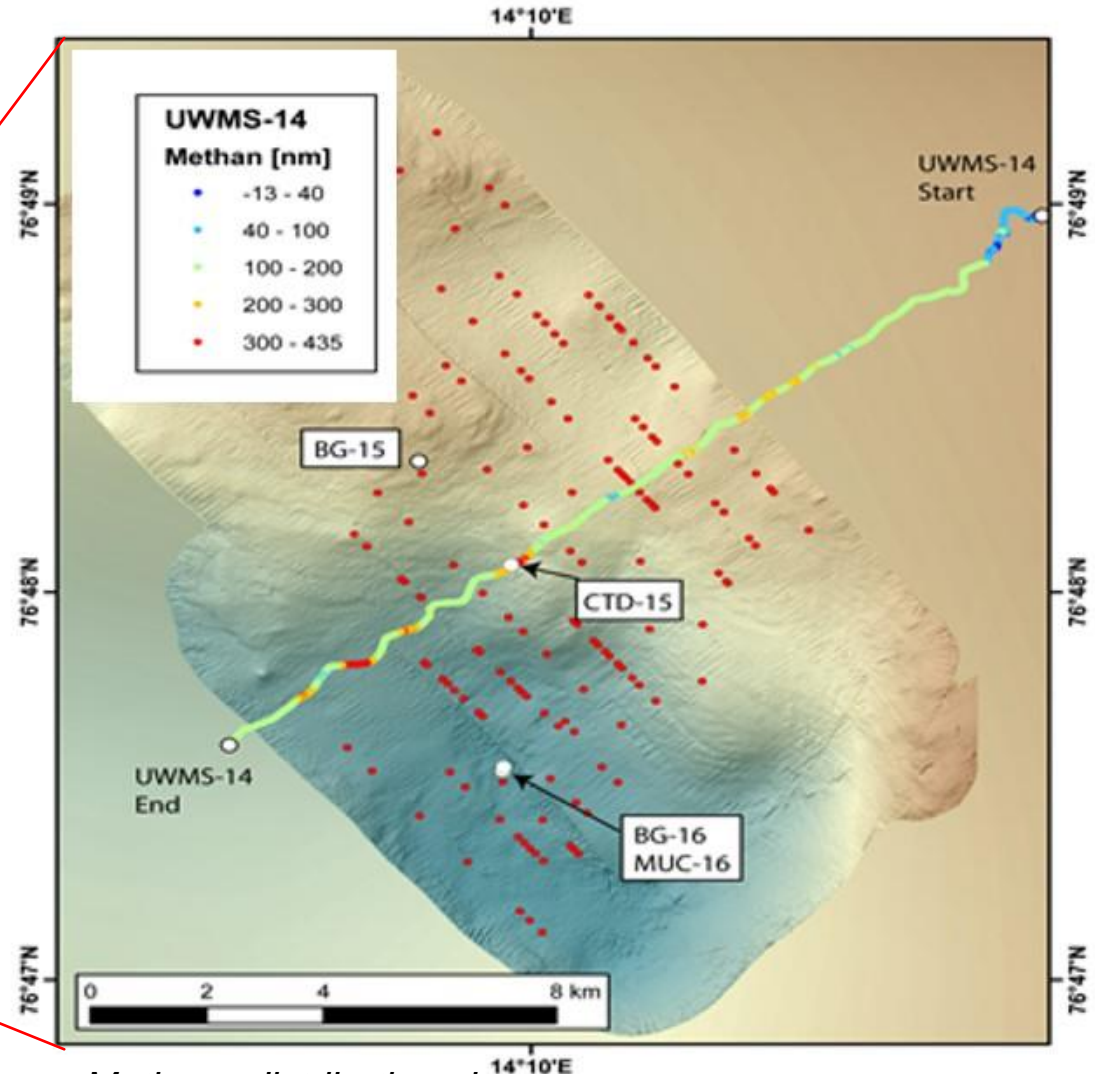 14°10'E
UWMS-14
Methan [nm]
-13 - 40
40 - 100
100 - 200
200 - 300
300 - 435
UWMS-14
Start
76°49'N
76°49'N
BG-15
CTD-15
76°48'N
76°48'N
UWMS-14
End
BG-16
MUC-16
76°47'N
76°47'N
0 2 4 8 km
14°10'E